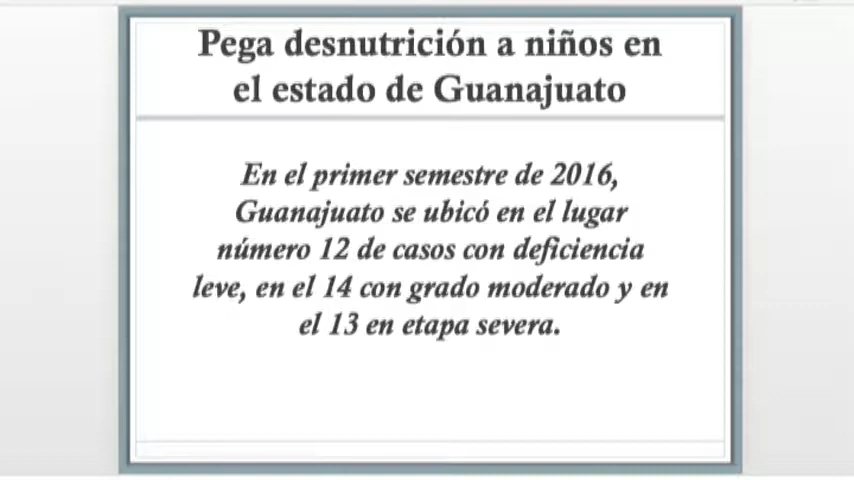 Pega desnutrición a niños en
el estado de Guanajuato
En el primer semestre de 2016,
Guanajuato se ubicó en el lugar
número 12 de casos con deficiencia
leve, en el 14 con grado moderado y en
el 13 en etapa severa.